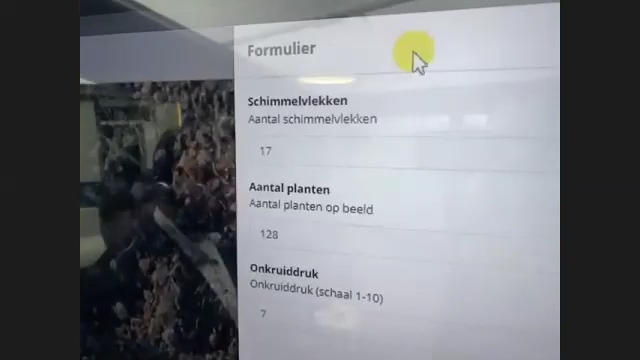 Formulier
Schimmelvlekken
Aantal schimmelvlekken
17
Aantal planten
Aantal planten op beeld
128
Onkruiddruk
Onkruiddruk (schaal 1-10)
7